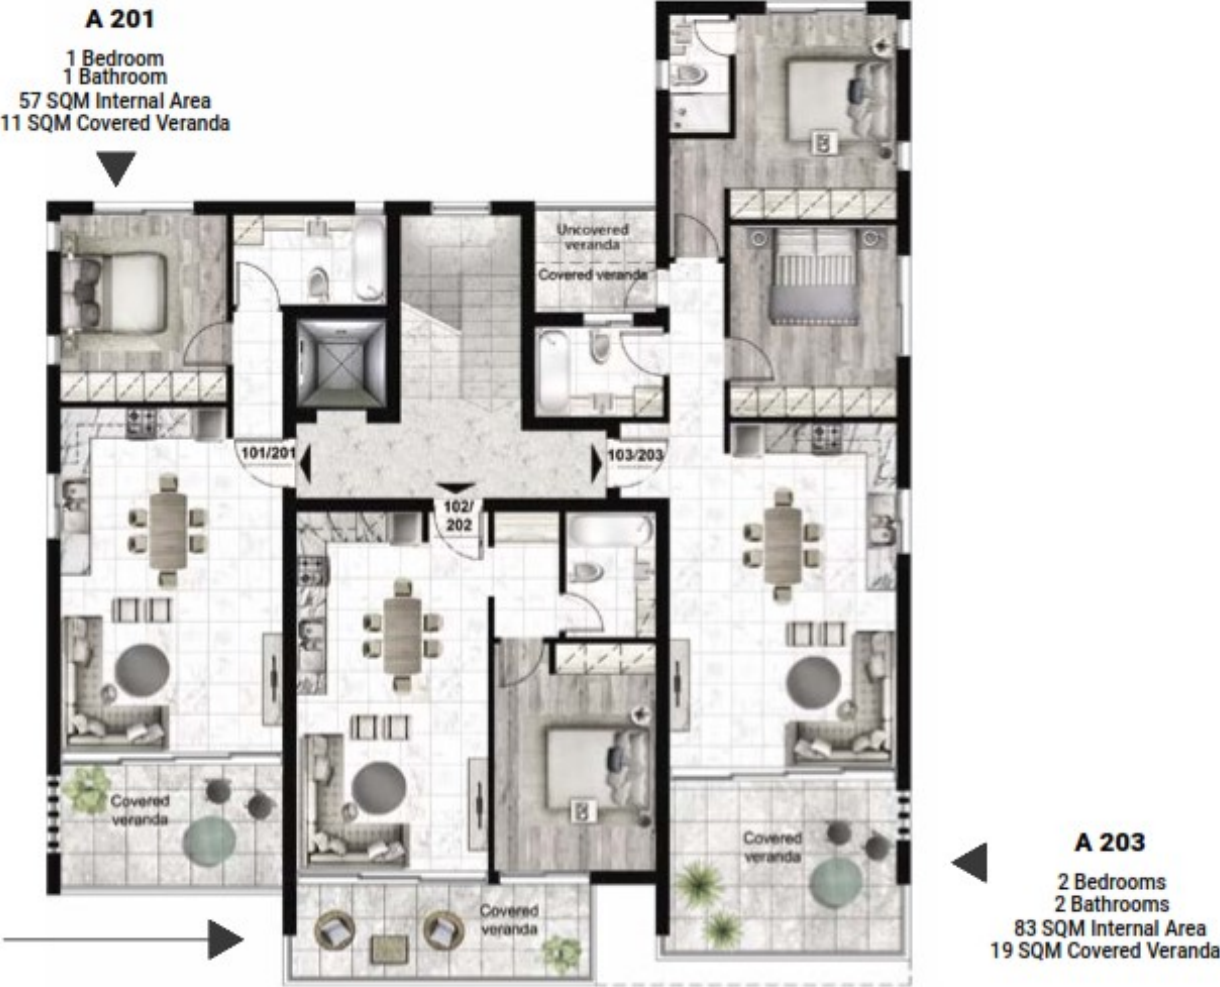 A 201
1 Bedroom
1 Bathroom
57 SQM Internal Area
11 SQM Covered Veranda
Uncovered
veranda
Covered veranda
101/201
103/203
102/
202
Covered
veranda
Covered
veranda
Covered
veranda
A 203
2 Bedrooms
2 Bathrooms
83 SQM Internal Area
19 SQM Covered Veranda